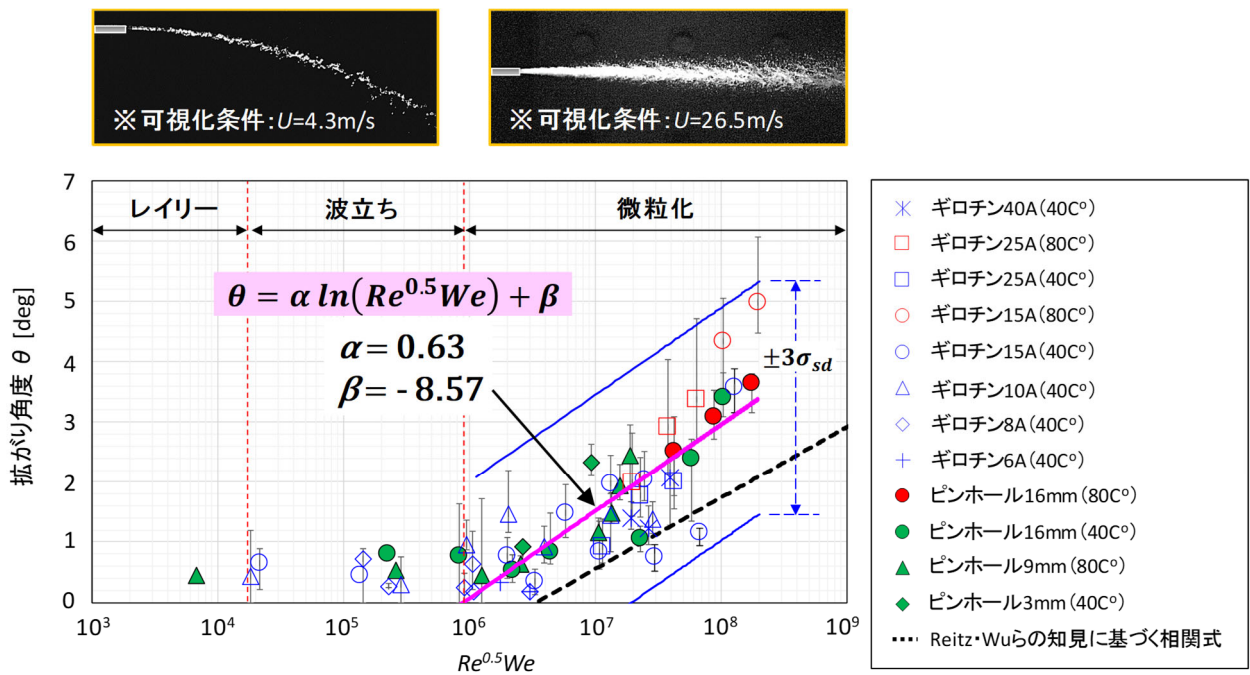 ※可視化条件:U=4.3m/s
※可視化条件:U=26.5m/s
7
6
5
4
3
2
1
0
拡がり角度 θ [deg]
レイリー
波立ち
微粒化
θ = α ln(Re^0.5We) + β
α = 0.63
β = - 8.57
±3σsd
10^3
10^4
10^5
10^6
10^7
10^8
10^9
Re^0.5We
ギロチン40A(40C°)
ギロチン25A(80C°)
ギロチン25A(40C°)
ギロチン15A(80C°)
ギロチン15A(40C°)
ギロチン10A(40C°)
ギロチン8A(40C°)
ギロチン6A(40C°)
ピンホール16mm(80C°)
ピンホール16mm(40C°)
ピンホール9mm(80C°)
ピンホール3mm(40C°)
Reitz・Wuらの知見に基づく相関式